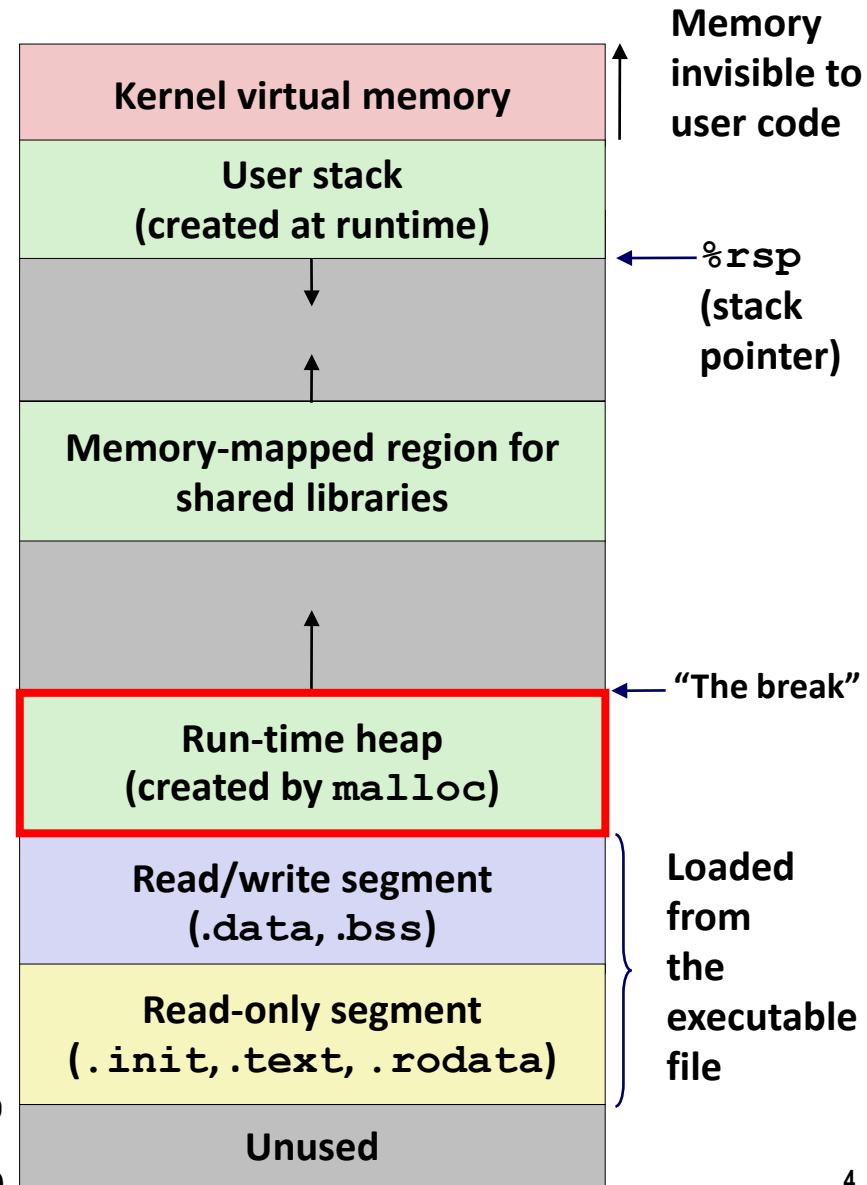 Memory
invisible to
user code
Kernel virtual memory
User stack
(created at runtime)
%rsp
(stack
pointer)
Memory-mapped region for
shared libraries
“The break”
Run-time heap
(created by malloc)
Read/write segment
(.data, .bss)
Read-only segment
(.init, .text, .rodata)
Loaded
from
the
executable
file
Unused
4